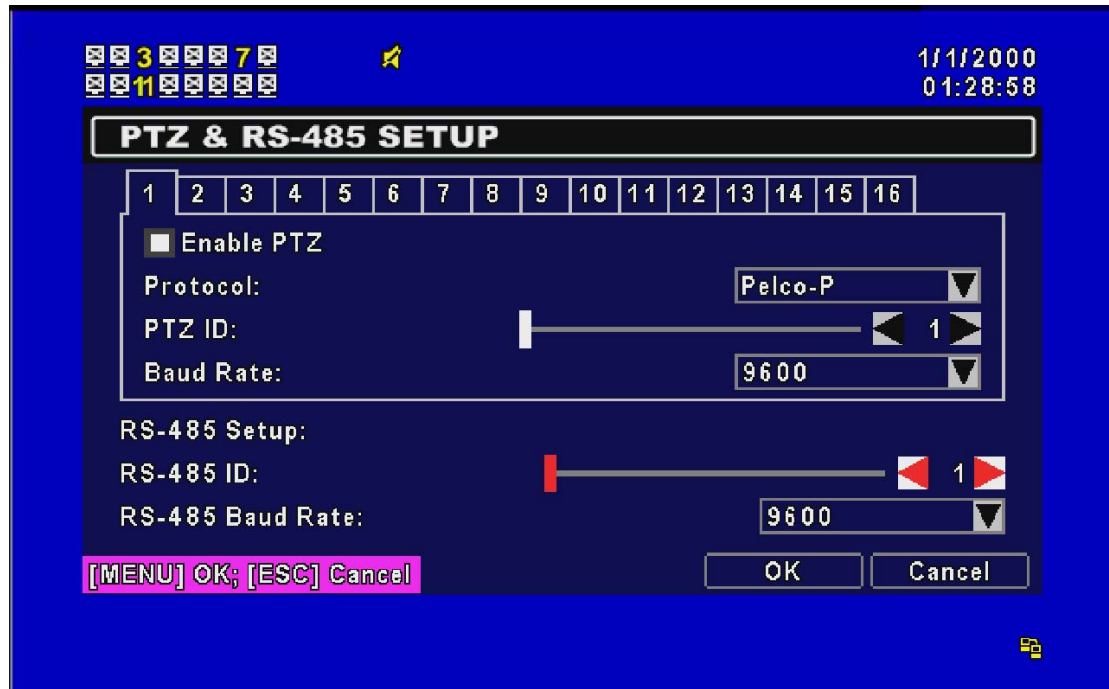 3 7
11
1/1/2000
01:28:58
PTZ & RS-485 SETUP
1 2 3 4 5 6 7 8 9 10 11 12 13 14 15 16
Enable PTZ
Protocol: Pelco-P
PTZ ID: 1
Baud Rate: 9600
RS-485 Setup:
RS-485 ID: 1
RS-485 Baud Rate: 9600
[MENU] OK; [ESC] Cancel OK Cancel